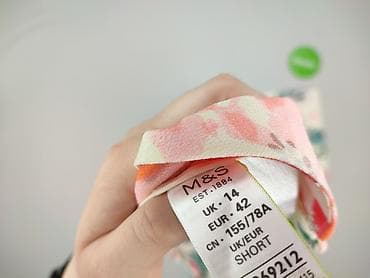 M&S
EST. 1884
UK · 14
EUR · 42
CN · 155/78A
UK/EUR
SHORT